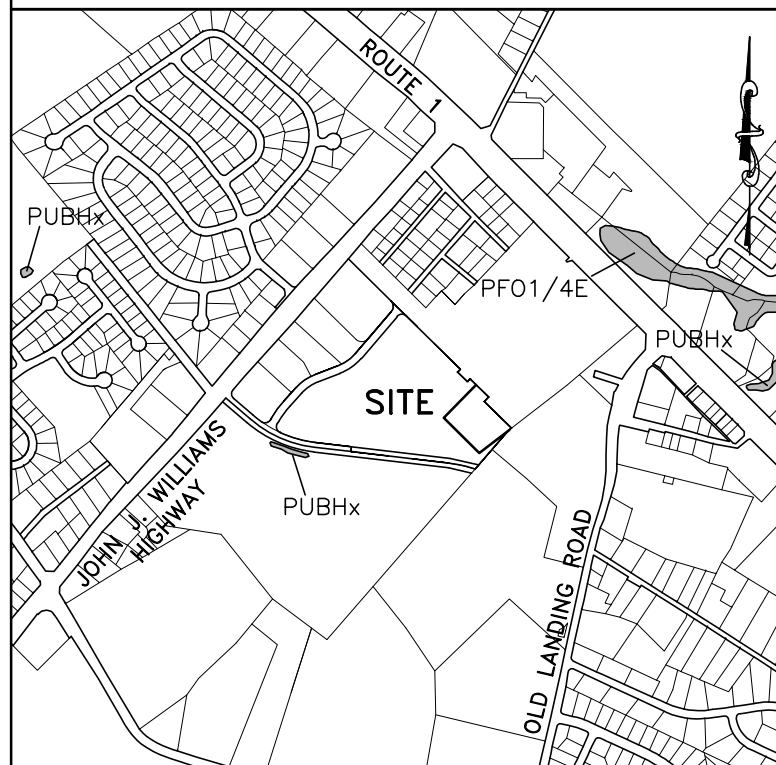 ROUTE 1
PUBHx
PFO1/4E
PUBHx
SITE
JOHN J. WILLIAMS
HIGHWAY
PUBHx
OLD LANDING ROAD